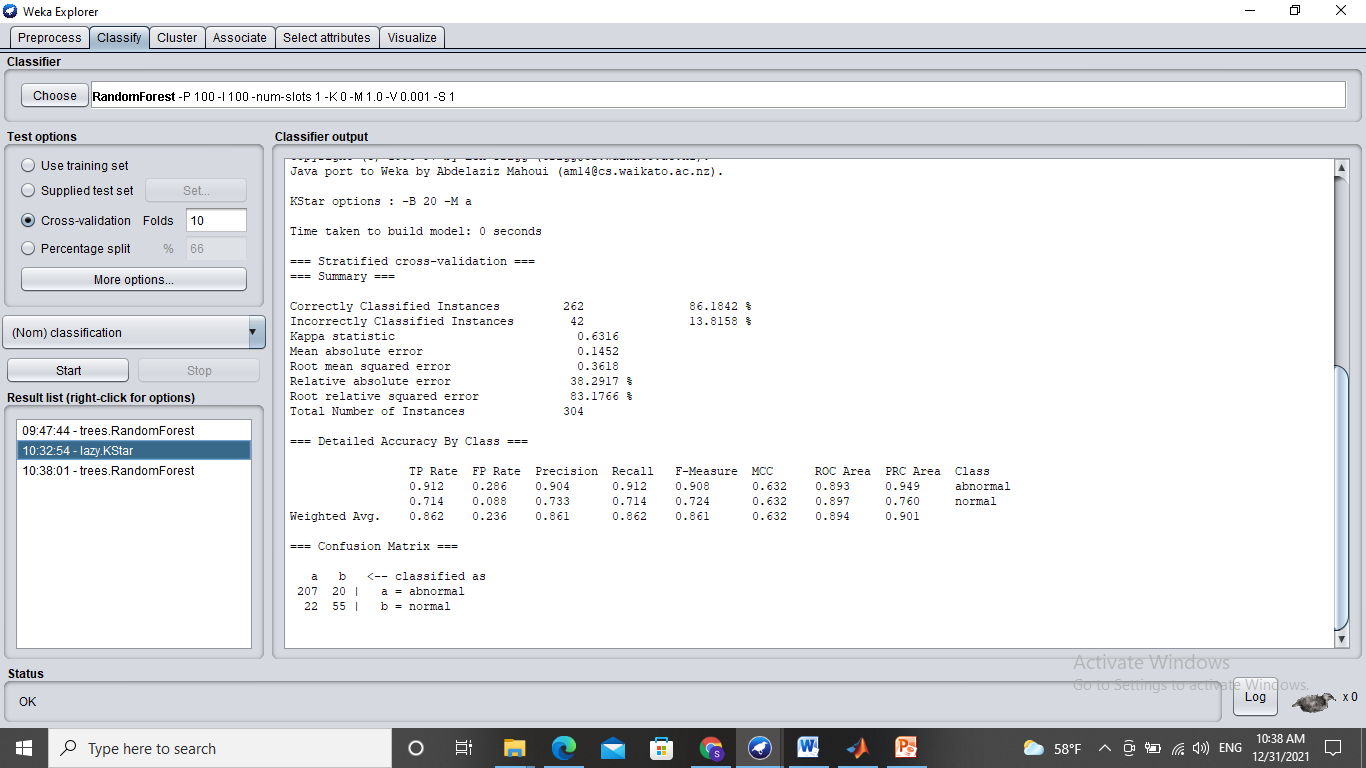 Weka Explorer
Preprocess Classify Cluster Associate Select attributes Visualize
Classifier
Choose RandomForest -P 100 -I 100 -num-slots 1 -K 0 -M 1.0 -V 0.001 -S 1
Test options
Use training set
Supplied test set Set...
Cross-validation Folds 10
Percentage split % 66
More options...
(Nom) classification
Start Stop
Result list (right-click for options)
09:47:44 - trees.RandomForest
10:32:54 - lazy.KStar
10:38:01 - trees.RandomForest
Classifier output
Java port to Weka by Abdelaziz Mahoui (am14@cs.waikato.ac.nz).
KStar options : -B 20 -M a
Time taken to build model: 0 seconds
=== Stratified cross-validation ===
=== Summary ===
Correctly Classified Instances 262 86.1842 %
Incorrectly Classified Instances 42 13.8158 %
Kappa statistic 0.6316
Mean absolute error 0.1452
Root mean squared error 0.3618
Relative absolute error 38.2917 %
Root relative squared error 83.1766 %
Total Number of Instances 304
=== Detailed Accuracy By Class ===
TP Rate FP Rate Precision Recall F-Measure MCC ROC Area PRC Area Class
0.912 0.286 0.904 0.912 0.908 0.632 0.893 0.949 abnormal
0.714 0.088 0.733 0.714 0.724 0.632 0.897 0.760 normal
Weighted Avg. 0.862 0.236 0.861 0.862 0.861 0.632 0.894 0.901
=== Confusion Matrix ===
a b <-- classified as
207 20 | a = abnormal
22 55 | b = normal
Activate Windows
Go to Settings to activate Windows.
Status
OK
Log x 0
Type here to search
58°F ENG
10:38 AM
12/31/2021